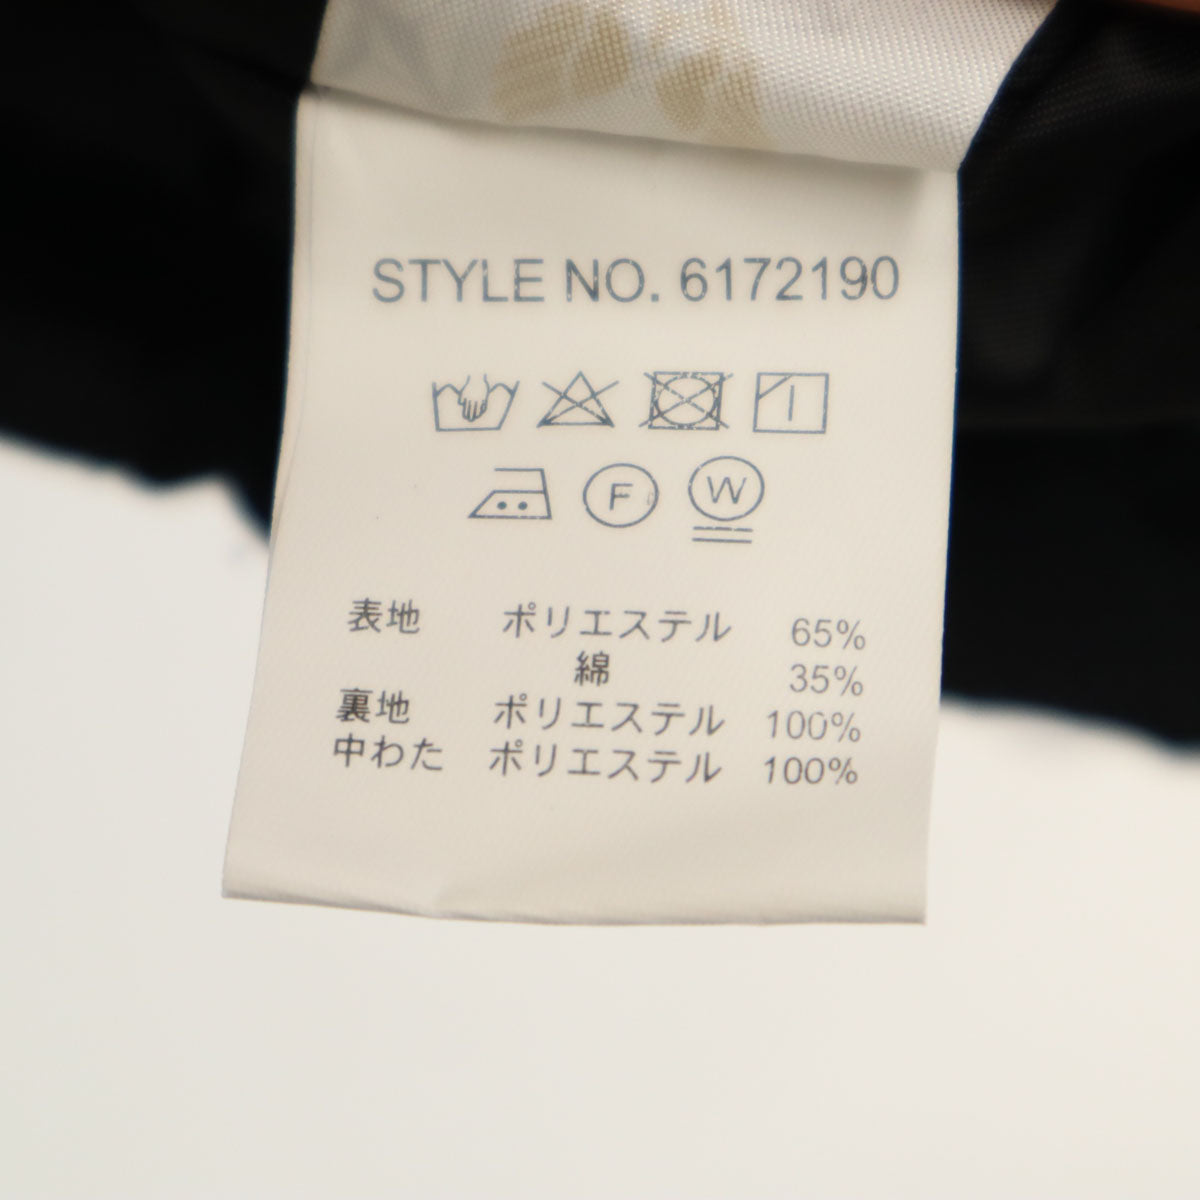 STYLE NO. 6172190
F
W
表地 ポリエステル 65%
綿 35%
裏地 ポリエステル 100%
中わた ポリエステル 100%